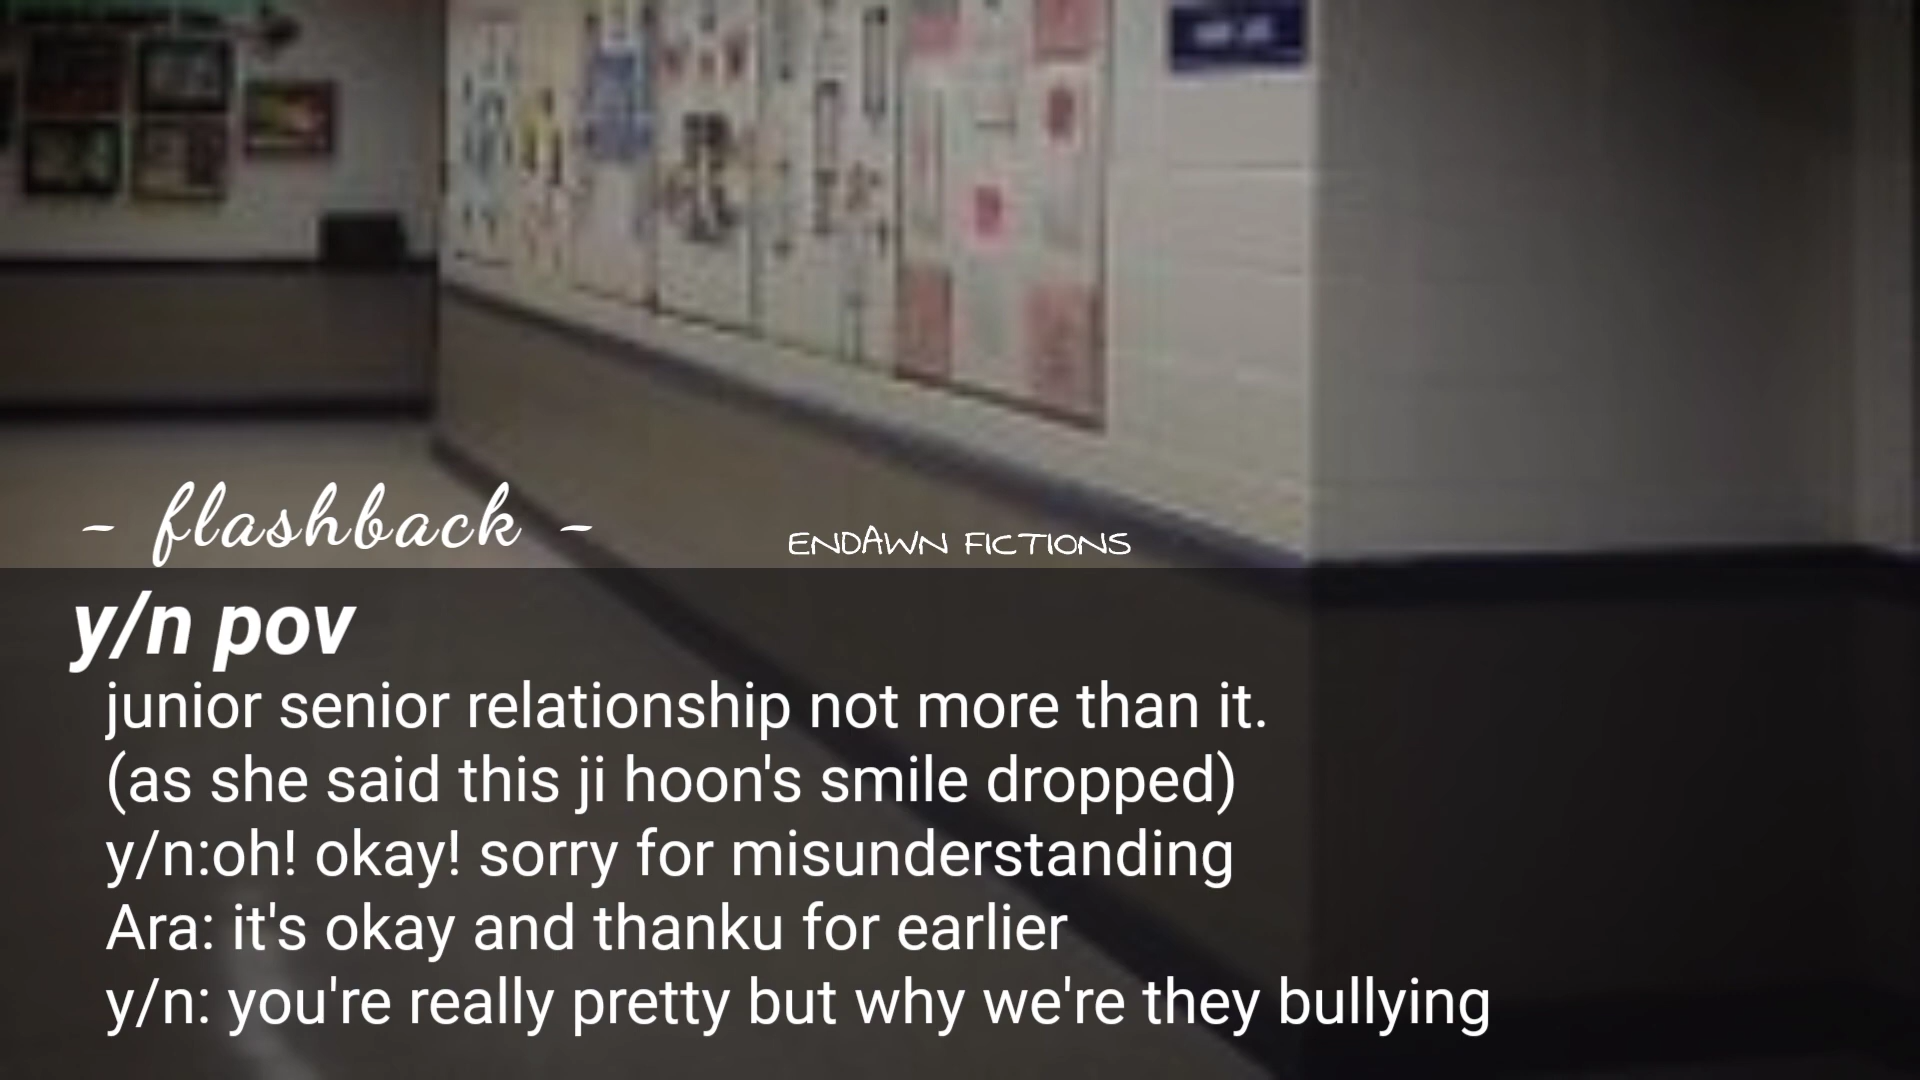 - flashback -
ENDAWN FICTIONS
y/n pov
junior senior relationship not more than it.
(as she said this ji hoon's smile dropped)
y/n:oh! okay! sorry for misunderstanding
Ara: it's okay and thanku for earlier
y/n: you're really pretty but why we're they bullying